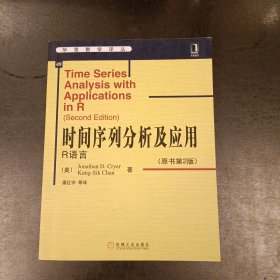 华章数学译丛
49
Time Series
Analysis with
Applications
in R
(Second Edition)
时间序列分析及应用
R语言
(原书第2版)
(美) Jonathan D. Cryer
Kung-Sik Chan 著
潘红宇 等译
机械工业出版社